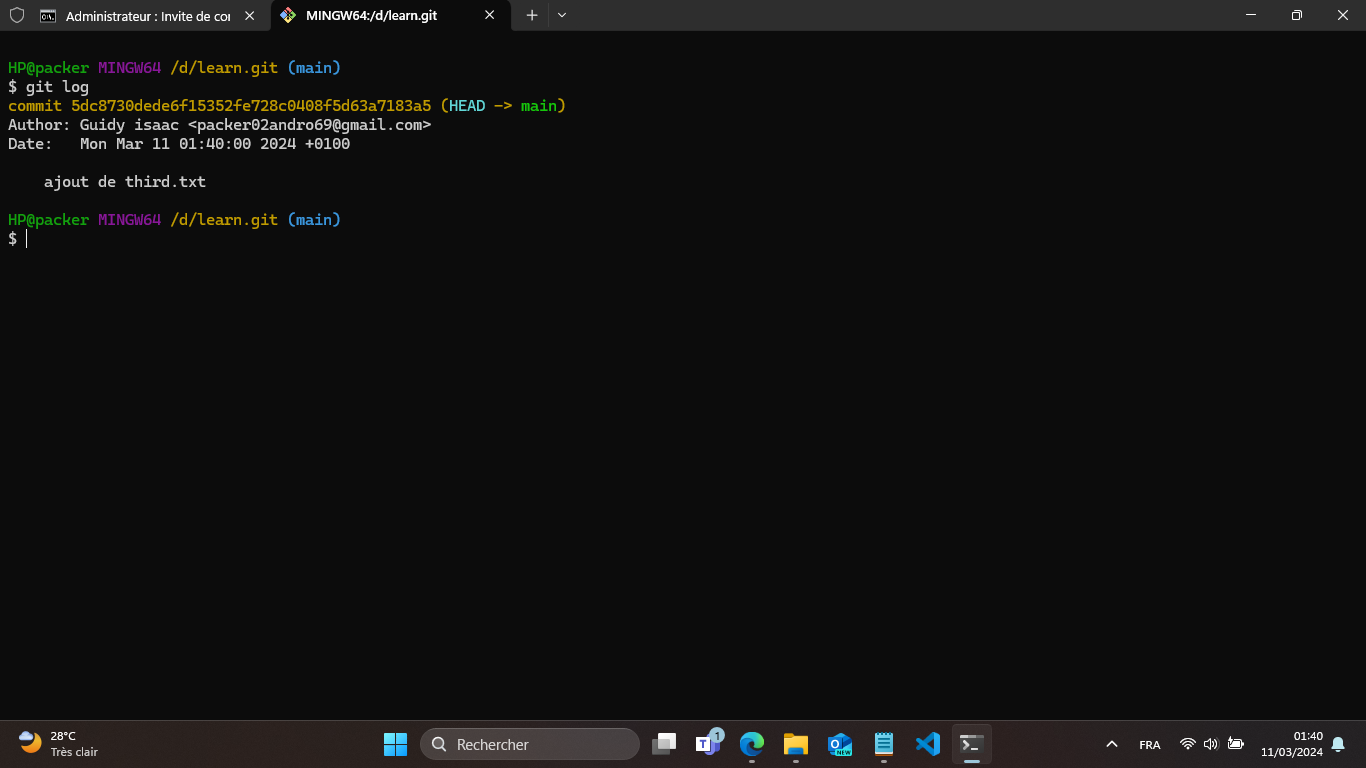 Administrateur : Invite de cor
MINGW64:/d/learn.git
HP@packer MINGW64 /d/learn.git (main)
$ git log
commit 5dc8730dede6f15352fe728c0408f5d63a7183a5 (HEAD -> main)
Author: Guidy isaac <packer02andro69@gmail.com>
Date:   Mon Mar 11 01:40:00 2024 +0100
ajout de third.txt
HP@packer MINGW64 /d/learn.git (main)
$
28°C
Très clair
Rechercher
1
NEW
FRA
01:40
11/03/2024